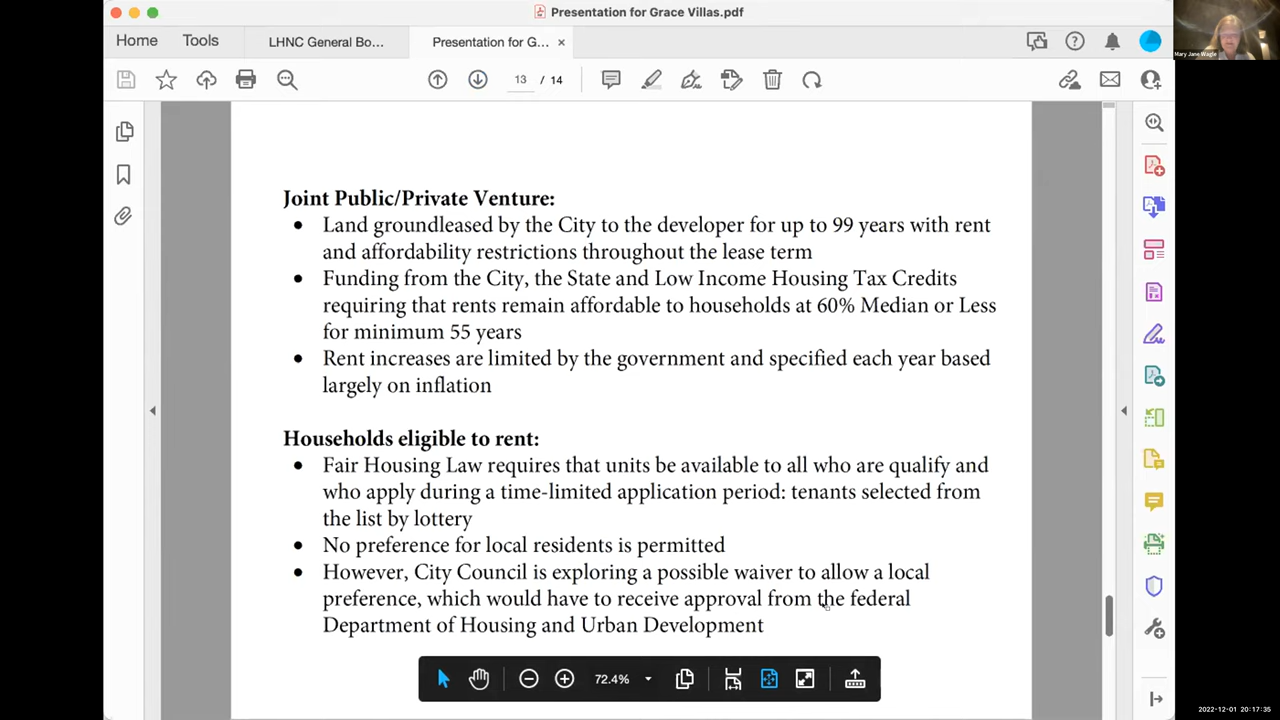 Presentation for Grace Villas.pdf
Home
Tools
LHNC General Bo...
Presentation for G...
13 / 14
Mary Jane Wagle
Joint Public/Private Venture:
• Land groundleased by the City to the developer for up to 99 years with rent
and affordability restrictions throughout the lease term
• Funding from the City, the State and Low Income Housing Tax Credits
requiring that rents remain affordable to households at 60% Median or Less
for minimum 55 years
• Rent increases are limited by the government and specified each year based
largely on inflation
Households eligible to rent:
• Fair Housing Law requires that units be available to all who are qualify and
who apply during a time-limited application period: tenants selected from
the list by lottery
• No preference for local residents is permitted
• However, City Council is exploring a possible waiver to allow a local
preference, which would have to receive approval from the federal
Department of Housing and Urban Development
72.4%
2022-12-01 20:17:35